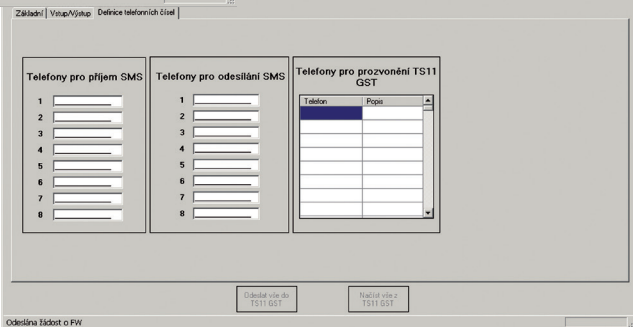 Základní Vstup/Výstup Definice telefonních čísel
Telefony pro příjem SMS
1
2
3
4
5
6
7
8
Telefony pro odesílání SMS
1
2
3
4
5
6
7
8
Telefony pro prozvonění TS11
GST
Telefon Popis
Odeslat vše do
TS11 GST
Načíst vše z
TS11 GST
Odeslána žádost o FW